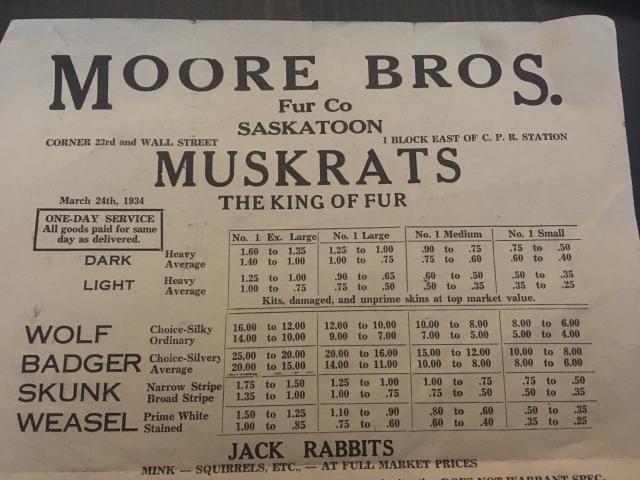 MOORE BROS.
Fur Co
SASKATOON
CORNER 23rd and WALL STREET 1 BLOCK EAST OF C. P. R. STATION
MUSKRATS
THE KING OF FUR
March 24th, 1934
ONE-DAY SERVICE
All goods paid for same
day as delivered.
No. 1 Ex. Large No. 1 Large No. 1 Medium No. 1 Small
DARK Heavy 1.60 to 1.35 1.25 to 1.00 .90 to .75 .75 to .50
Average 1.40 to 1.00 1.00 to .75 .75 to .60 .60 to .40
LIGHT Heavy 1.25 to 1.00 .90 to .65 .60 to .50 .50 to .35
Average 1.00 to .75 .75 to .50 .50 to .35 .35 to .25
Kits, damaged, and unprime skins at top market value.
WOLF Choice-Silky 16.00 to 12.00 12.00 to 10.00 10.00 to 8.00 8.00 to 6.00
Ordinary 14.00 to 10.00 9.00 to 7.00 7.00 to 5.00 5.00 to 4.00
BADGER Choice-Silvery 25.00 to 20.00 20.00 to 16.00 15.00 to 12.00 10.00 to 8.00
Average 20.00 to 15.00 14.00 to 11.00 10.00 to 8.00 8.00 to 6.00
SKUNK Narrow Stripe 1.75 to 1.50 1.25 to 1.00 1.00 to .75 .75 to .50
Broad Stripe 1.35 to 1.00 1.00 to .75 .75 to .50 .50 to .35
WEASEL Prime White 1.50 to 1.25 1.10 to .90 .80 to .60 .50 to .35
Stained 1.00 to .85 .75 to .60 .60 to .40 .35 to .25
JACK RABBITS
MINK — SQUIRRELS, ETC., — AT FULL MARKET PRICES
DOES NOT WARRANT SPEC.